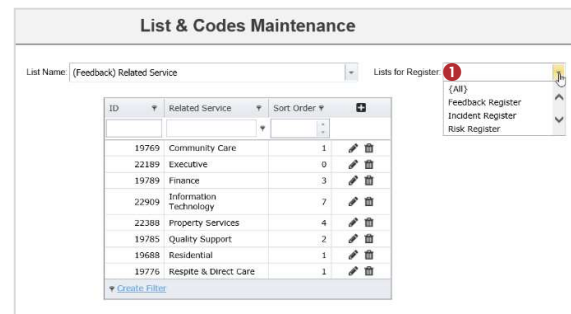 List & Codes Maintenance
List Name: (Feedback) Related Service
Lists for Register: 1
{All}
Feedback Register
Incident Register
Risk Register
ID Related Service Sort Order
19769 Community Care 1
22189 Executive 0
19789 Finance 3
22909 Information Technology 7
22388 Property Services 4
19785 Quality Support 2
19688 Residential 1
19776 Respite & Direct Care 1
Create Filter